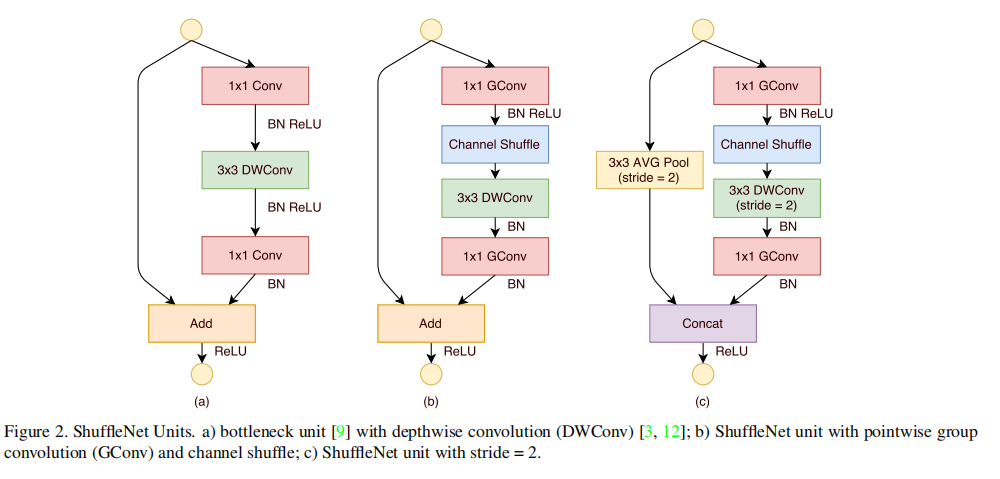 1x1 Conv
BN ReLU
3x3 DWConv
BN ReLU
1x1 Conv
BN
Add
ReLU
(a)
1x1 GConv
BN ReLU
Channel Shuffle
3x3 DWConv
BN
1x1 GConv
BN
Add
ReLU
(b)
3x3 AVG Pool
(stride = 2)
1x1 GConv
BN ReLU
Channel Shuffle
3x3 DWConv
(stride = 2)
BN
1x1 GConv
BN
Concat
ReLU
(c)
Figure 2. ShuffleNet Units. a) bottleneck unit [9] with depthwise convolution (DWConv) [3, 12]; b) ShuffleNet unit with pointwise group
convolution (GConv) and channel shuffle; c) ShuffleNet unit with stride = 2.